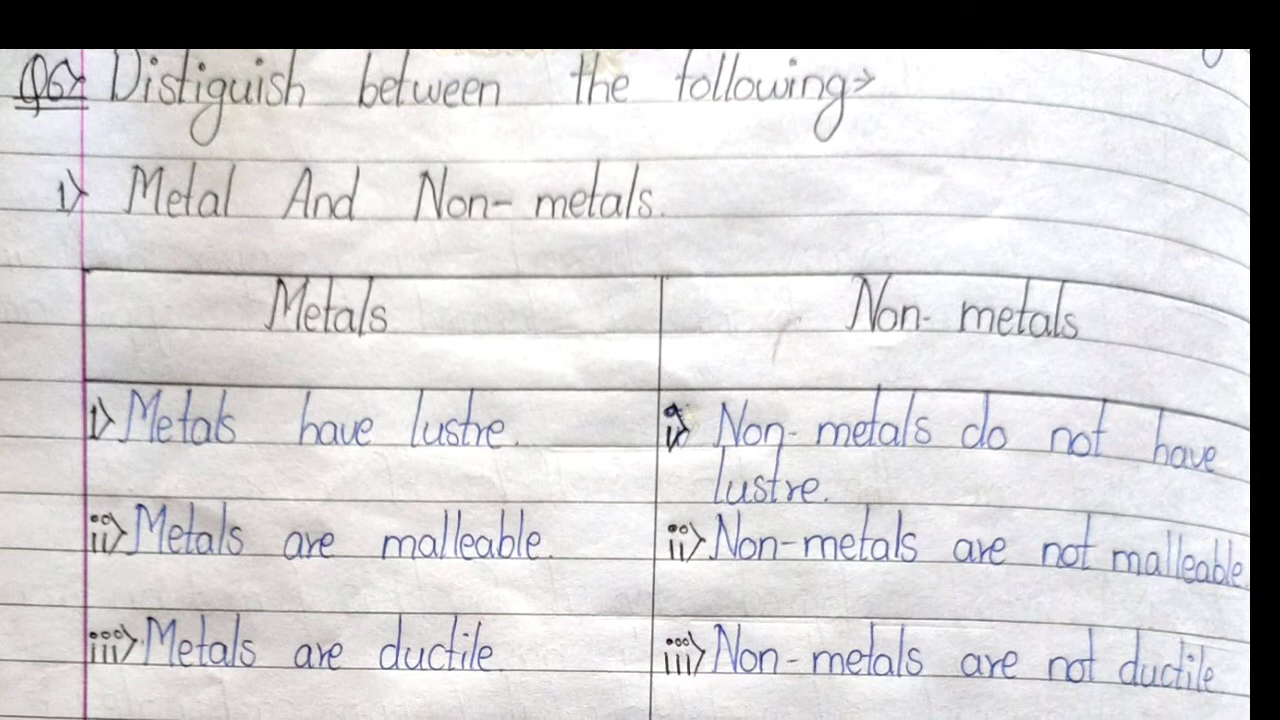 Q6> Distiguish between the following>
1> Metal And Non-metals.
Metals Non-metals
1> Metals have lustre. i> Non-metals do not have
lustre.
ii> Metals are malleable. ii> Non-metals are not malleable
iii> Metals are ductile. iii> Non-metals are not ductile